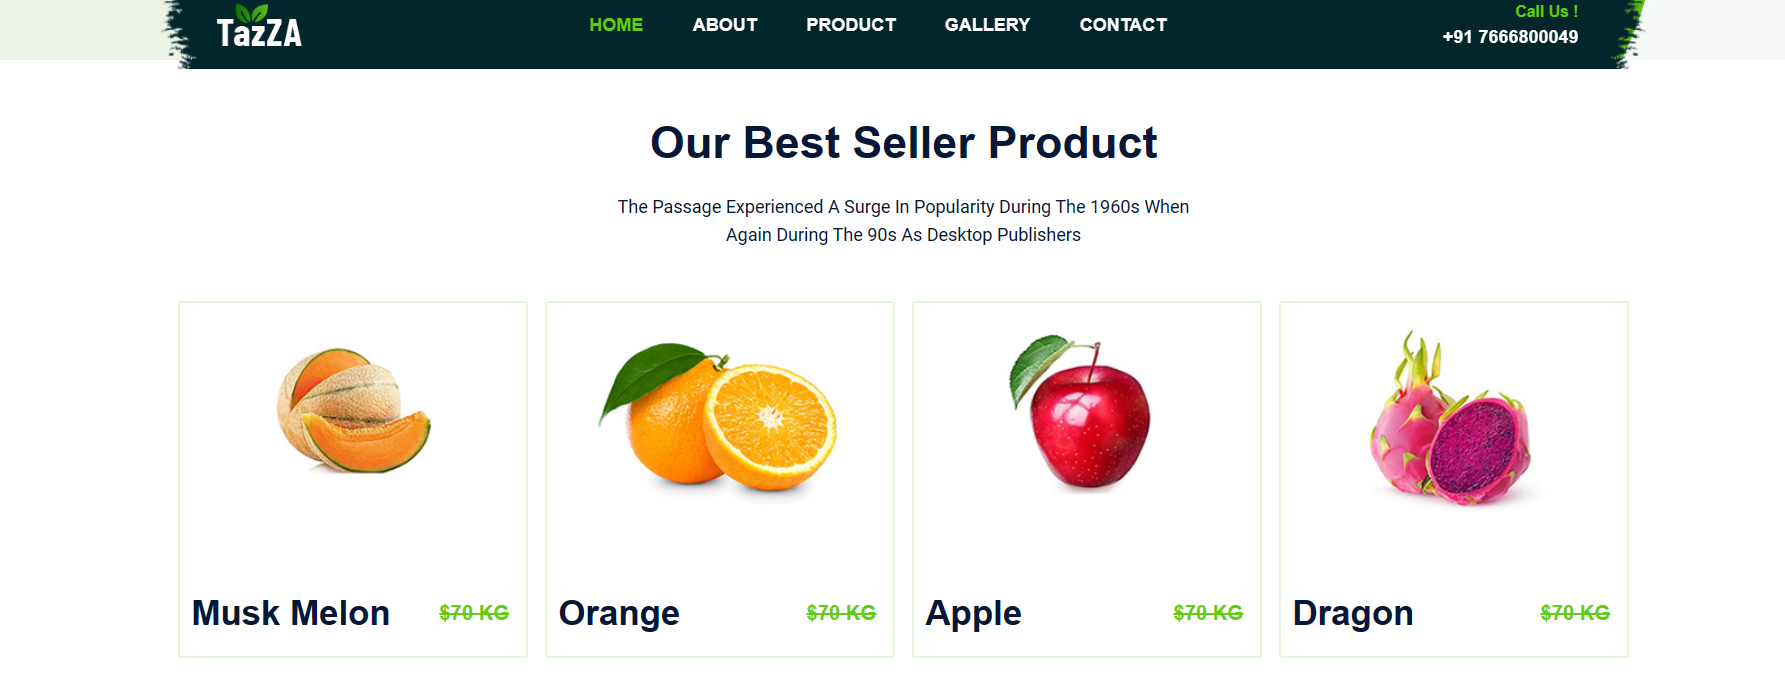 TazZA
HOME ABOUT PRODUCT GALLERY CONTACT
Call Us !
+91 7666800049
Our Best Seller Product
The Passage Experienced A Surge In Popularity During The 1960s When
Again During The 90s As Desktop Publishers
Musk Melon $70 KG
Orange $70 KG
Apple $70 KG
Dragon $70 KG